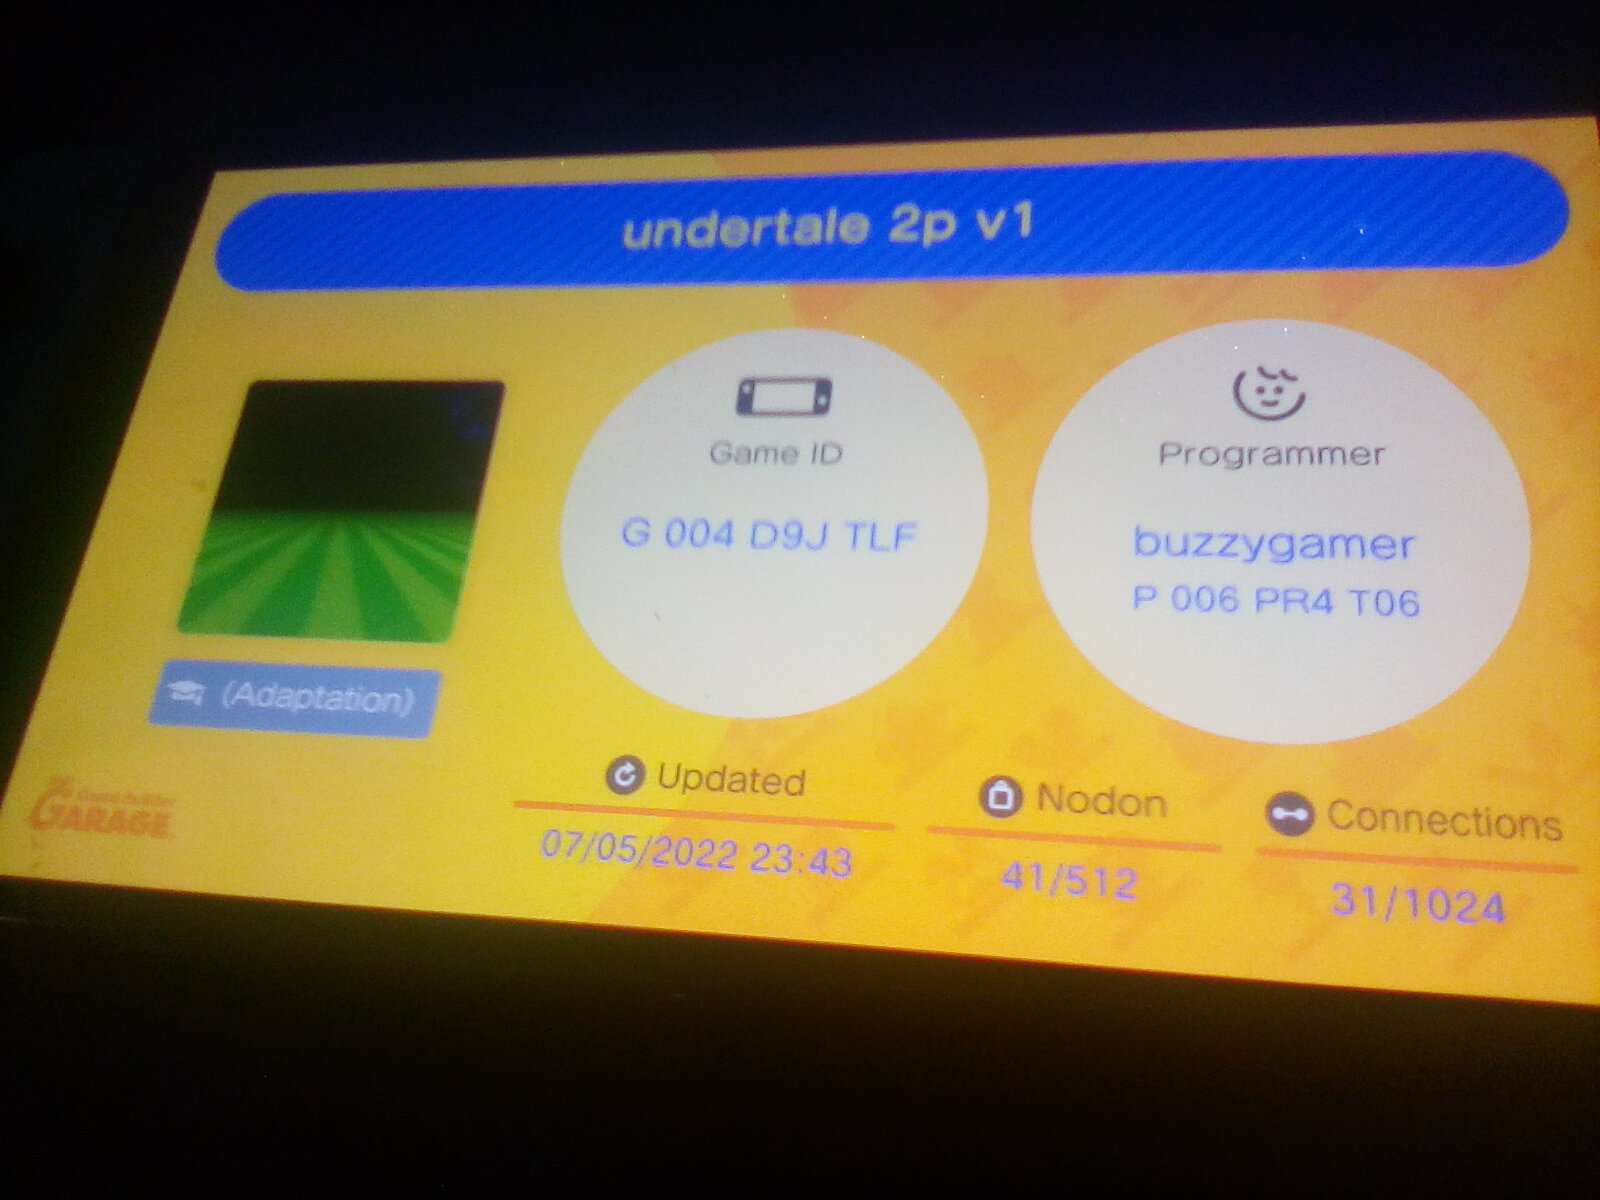 undertale 2p v1
Game ID
G 004 D9J TLF
Programmer
buzzygamer
P 006 PR4 T06
(Adaptation)
GARAGE
Updated
07/05/2022 23:43
Nodon
41/512
Connections
31/1024